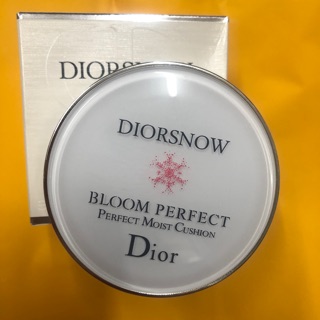 DIORSNOW
DIORSNOW
BLOOM PERFECT
PERFECT MOIST CUSHION
Dior